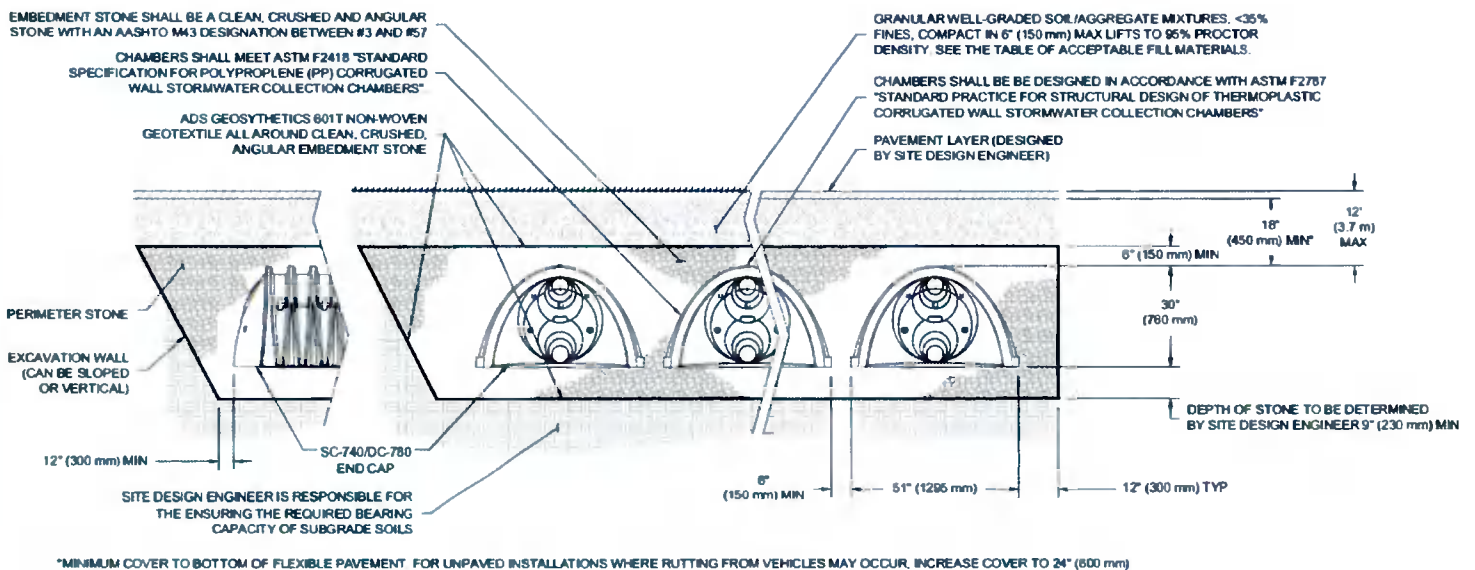 EMBEDMENT STONE SHALL BE A CLEAN, CRUSHED AND ANGULAR
STONE WITH AN AASHTO M43 DESIGNATION BETWEEN #3 AND #57
CHAMBERS SHALL MEET ASTM F2418 "STANDARD
SPECIFICATION FOR POLYPROPLENE (PP) CORRUGATED
WALL STORMWATER COLLECTION CHAMBERS"
ADS GEOSYTHETICS 601T NON-WOVEN
GEOTEXTILE ALL AROUND CLEAN, CRUSHED,
ANGULAR EMBEDMENT STONE
GRANULAR WELL-GRADED SOIL/AGGREGATE MIXTURES, <35%
FINES, COMPACT IN 6" (150 mm) MAX LIFTS TO 95% PROCTOR
DENSITY. SEE THE TABLE OF ACCEPTABLE FILL MATERIALS.
CHAMBERS SHALL BE BE DESIGNED IN ACCORDANCE WITH ASTM F2787
"STANDARD PRACTICE FOR STRUCTURAL DESIGN OF THERMOPLASTIC
CORRUGATED WALL STORMWATER COLLECTION CHAMBERS"
PAVEMENT LAYER (DESIGNED
BY SITE DESIGN ENGINEER)
12'
(3.7 m)
MAX
18"
(450 mm) MIN*
6" (150 mm) MIN
30"
(760 mm)
PERIMETER STONE
EXCAVATION WALL
(CAN BE SLOPED
OR VERTICAL)
DEPTH OF STONE TO BE DETERMINED
BY SITE DESIGN ENGINEER 9" (230 mm) MIN
12" (300 mm) MIN
SC-740/DC-780
END CAP
6"
(150 mm) MIN
51" (1295 mm)
12" (300 mm) TYP
SITE DESIGN ENGINEER IS RESPONSIBLE FOR
THE ENSURING THE REQUIRED BEARING
CAPACITY OF SUBGRADE SOILS
*MINIMUM COVER TO BOTTOM OF FLEXIBLE PAVEMENT. FOR UNPAVED INSTALLATIONS WHERE RUTTING FROM VEHICLES MAY OCCUR, INCREASE COVER TO 24" (600 mm)